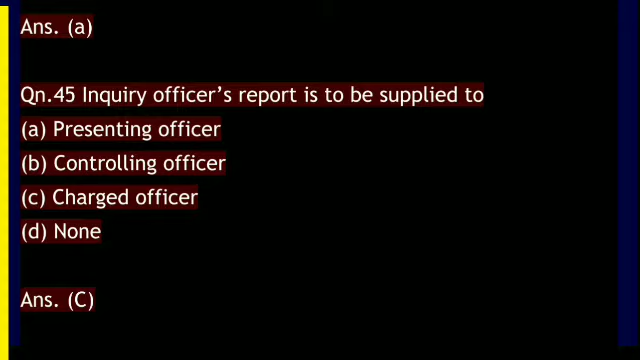 Ans. (a)
Qn.45 Inquiry officer's report is to be supplied to
(a) Presenting officer
(b) Controlling officer
(c) Charged officer
(d) None
Ans. (C)